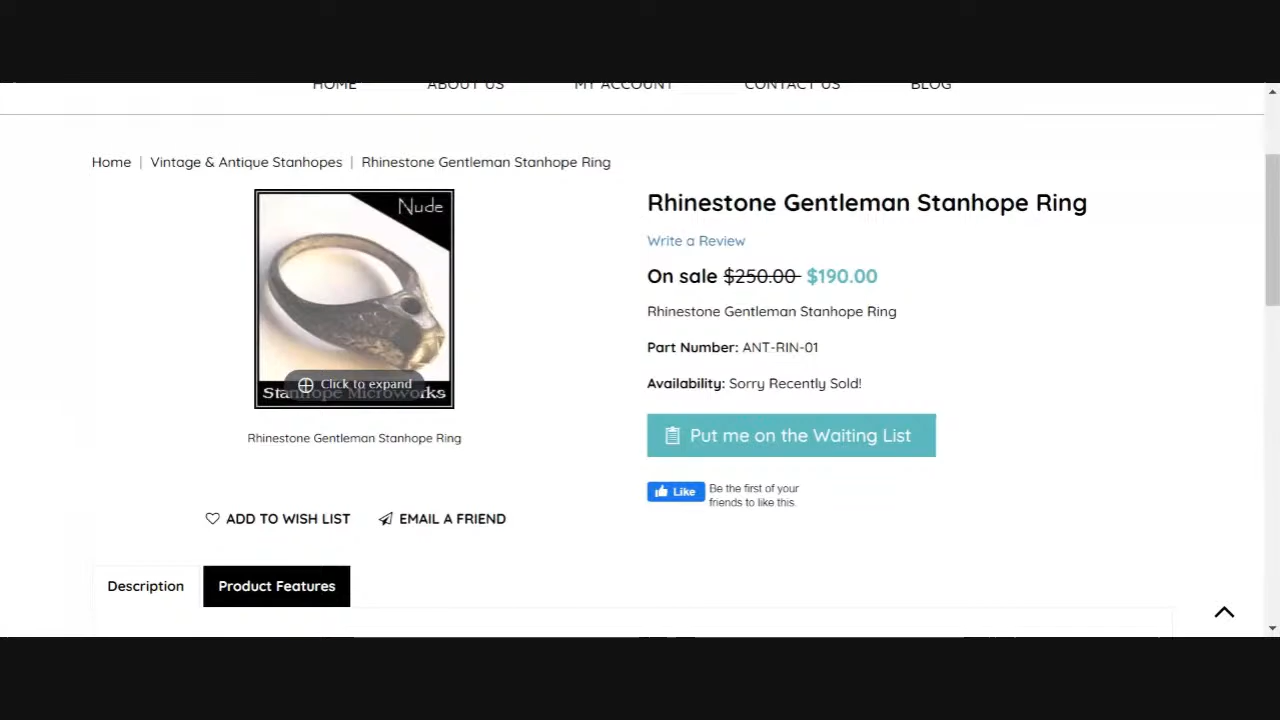 HOME ABOUT US MY ACCOUNT CONTACT US BLOG
Home | Vintage & Antique Stanhopes | Rhinestone Gentleman Stanhope Ring
Nude
Click to expand
Stanhope Microworks
Rhinestone Gentleman Stanhope Ring
ADD TO WISH LIST EMAIL A FRIEND
Rhinestone Gentleman Stanhope Ring
Write a Review
On sale $250.00 $190.00
Rhinestone Gentleman Stanhope Ring
Part Number: ANT-RIN-01
Availability: Sorry Recently Sold!
Put me on the Waiting List
Like Be the first of your
friends to like this.
Description Product Features